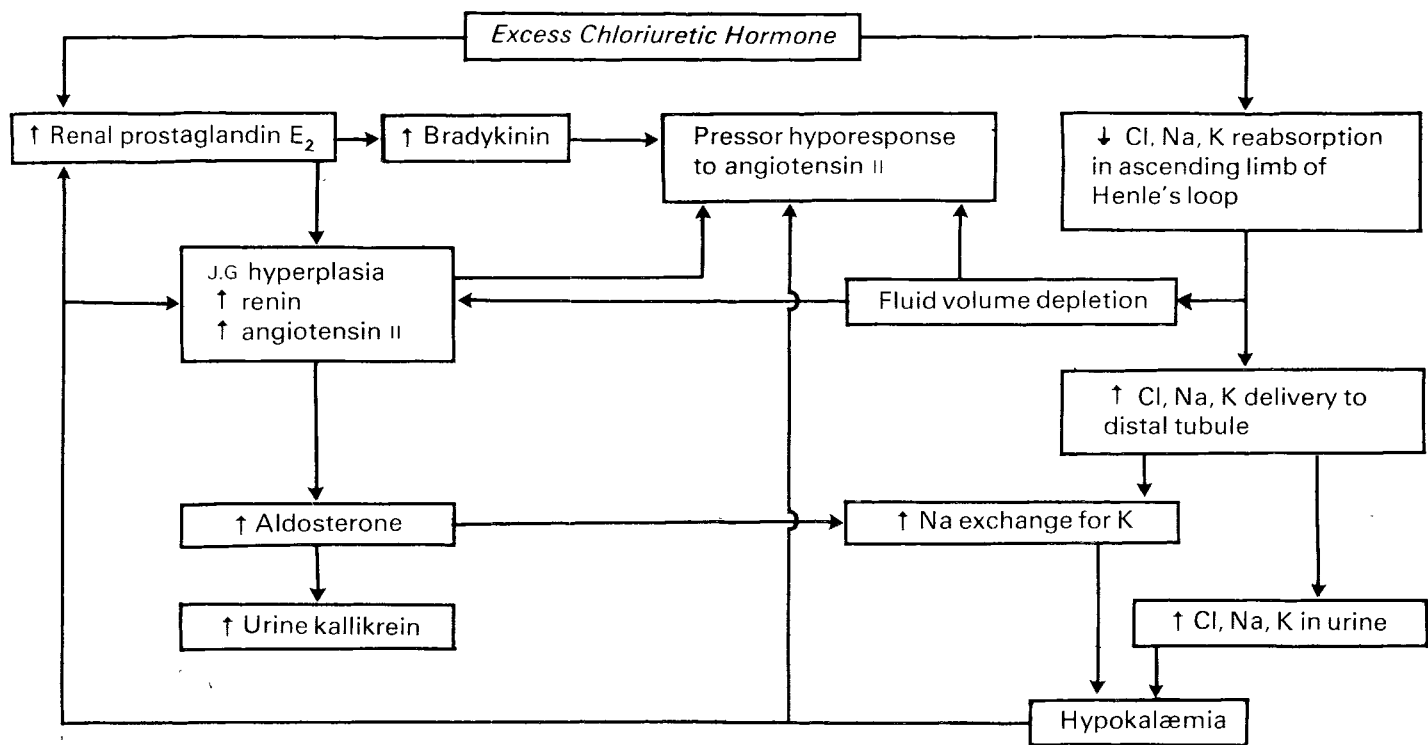 Excess Chloriuretic Hormone
↑ Renal prostaglandin E₂
↑ Bradykinin
Pressor hyporesponse
to angiotensin II
↓ Cl, Na, K reabsorption
in ascending limb of
Henle's loop
J.G hyperplasia
↑ renin
↑ angiotensin II
Fluid volume depletion
↑ Cl, Na, K delivery to
distal tubule
↑ Aldosterone
↑ Na exchange for K
↑ Urine kallikrein
↑ Cl, Na, K in urine
Hypokalæmia